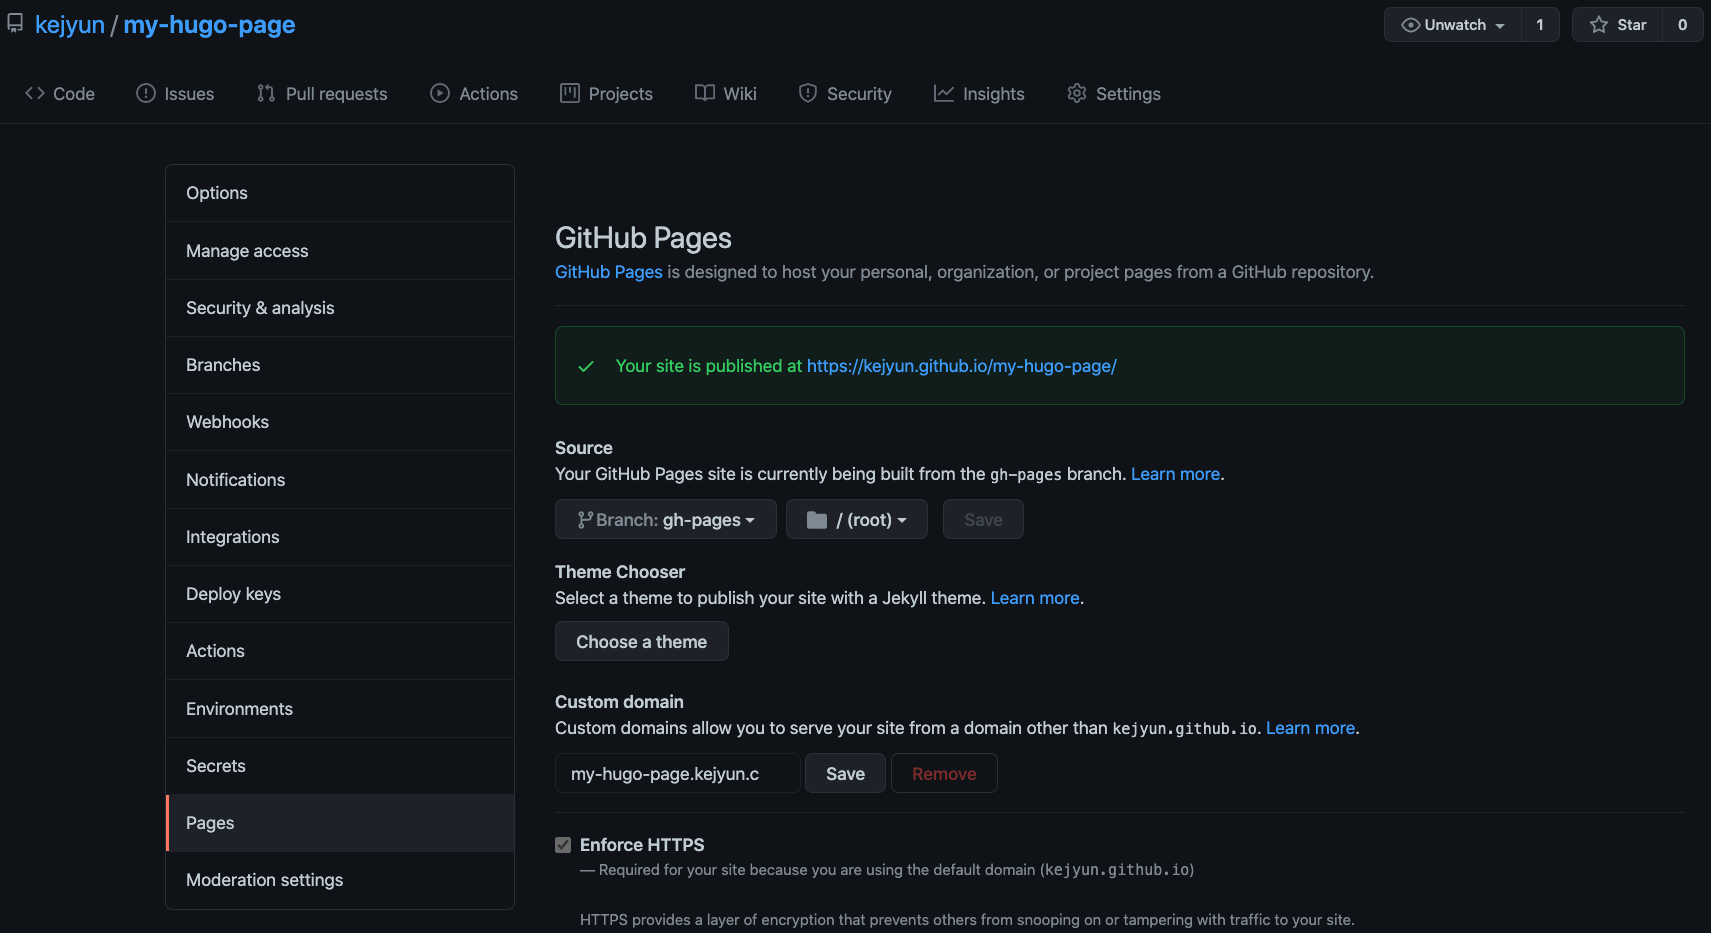 kejyun / my-hugo-page
Unwatch 1 Star 0
Code Issues Pull requests Actions Projects Wiki Security Insights Settings
Options
Manage access
Security & analysis
Branches
Webhooks
Notifications
Integrations
Deploy keys
Actions
Environments
Secrets
Pages
Moderation settings
GitHub Pages
GitHub Pages is designed to host your personal, organization, or project pages from a GitHub repository.
Your site is published at https://kejyun.github.io/my-hugo-page/
Source
Your GitHub Pages site is currently being built from the gh-pages branch. Learn more.
Branch: gh-pages / (root) Save
Theme Chooser
Select a theme to publish your site with a Jekyll theme. Learn more.
Choose a theme
Custom domain
Custom domains allow you to serve your site from a domain other than kejyun.github.io. Learn more.
my-hugo-page.kejyun.c Save Remove
Enforce HTTPS
— Required for your site because you are using the default domain (kejyun.github.io)
HTTPS provides a layer of encryption that prevents others from snooping on or tampering with traffic to your site.